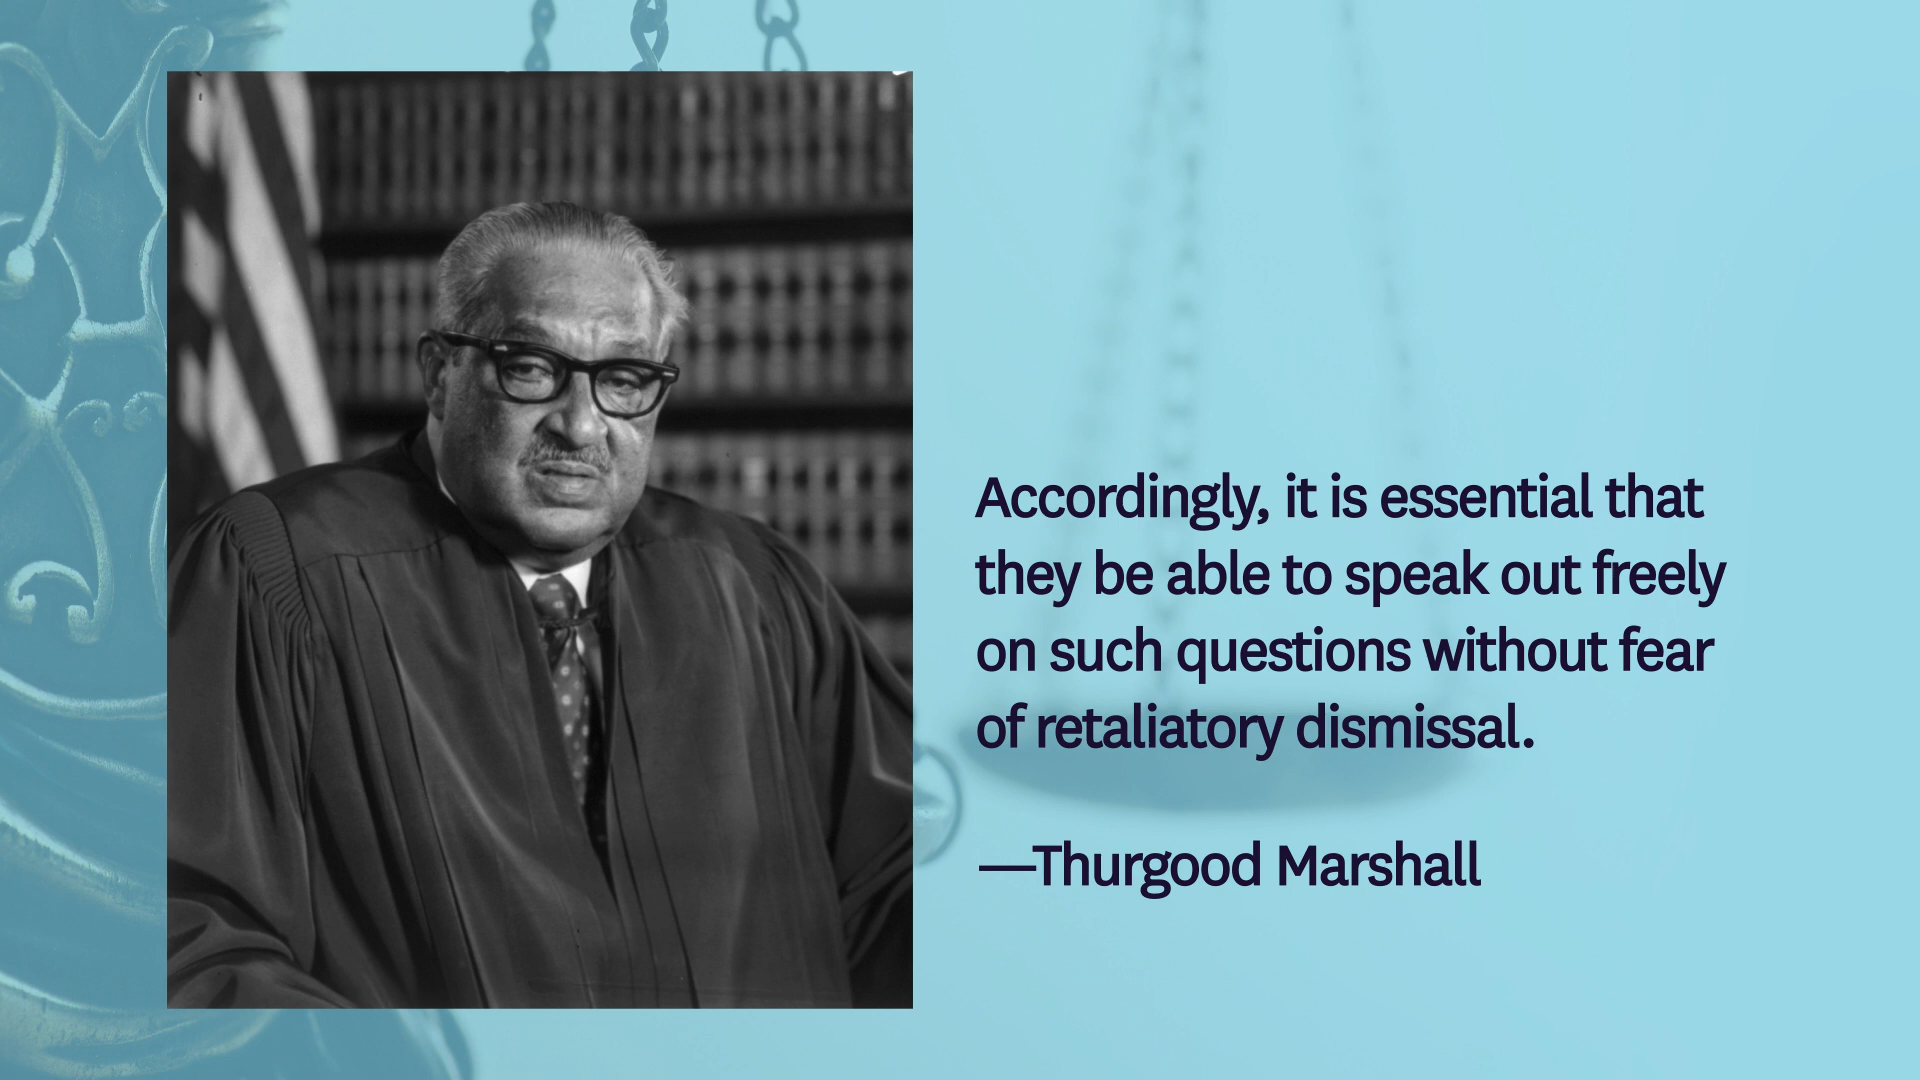 Accordingly, it is essential that
they be able to speak out freely
on such questions without fear
of retaliatory dismissal.
—Thurgood Marshall